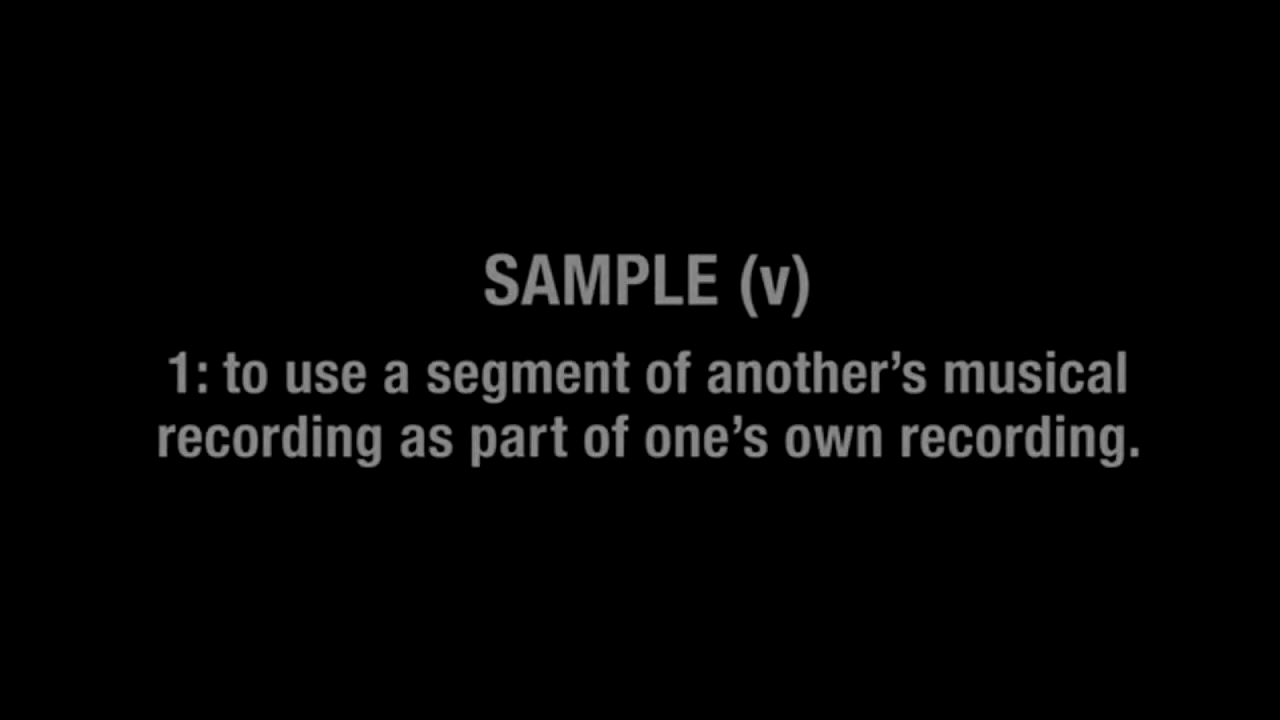 SAMPLE (v)
1: to use a segment of another’s musical
recording as part of one’s own recording.